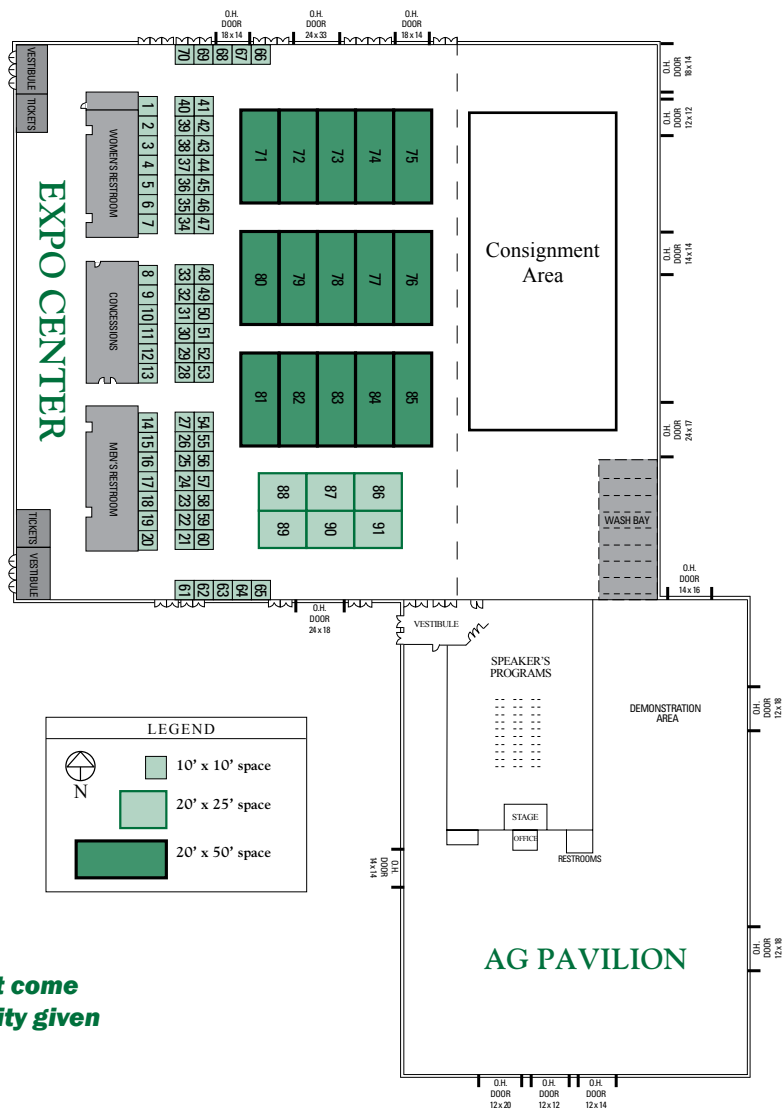 O.H.
DOOR
18 x 14
O.H.
DOOR
24 x 33
O.H.
DOOR
18 x 14
70
69
68
67
66
VESTIBULE
TICKETS
EXPO CENTER
TICKETS
VESTIBULE
WOMEN'S RESTROOM
CONCESSIONS
MEN'S RESTROOM
1
2
3
4
5
6
7
8
9
10
11
12
13
14
15
16
17
18
19
20
40
39
38
37
36
35
34
33
32
31
30
29
28
27
26
25
24
23
22
21
41
42
43
44
45
46
47
48
49
50
51
52
53
54
55
56
57
58
59
60
71
72
73
74
75
80
79
78
77
76
81
82
83
84
85
88
87
86
89
90
91
61
62
63
64
65
Consignment
Area
O.H.
DOOR
18 x 14
O.H.
DOOR
12 x 12
O.H.
DOOR
14 x 14
O.H.
DOOR
24 x 17
WASH BAY
O.H.
DOOR
14 x 16
O.H.
DOOR
24 x 18
VESTIBULE
SPEAKER'S
PROGRAMS
DEMONSTRATION
AREA
O.H.
DOOR
12 x 18
STAGE
OFFICE
RESTROOMS
O.H.
DOOR
14 x 14
O.H.
DOOR
12 x 18
AG PAVILION
O.H.
DOOR
12 x 20
O.H.
DOOR
12 x 12
O.H.
DOOR
12 x 14
LEGEND
N
10' x 10' space
20' x 25' space
20' x 50' space
t come
ity given